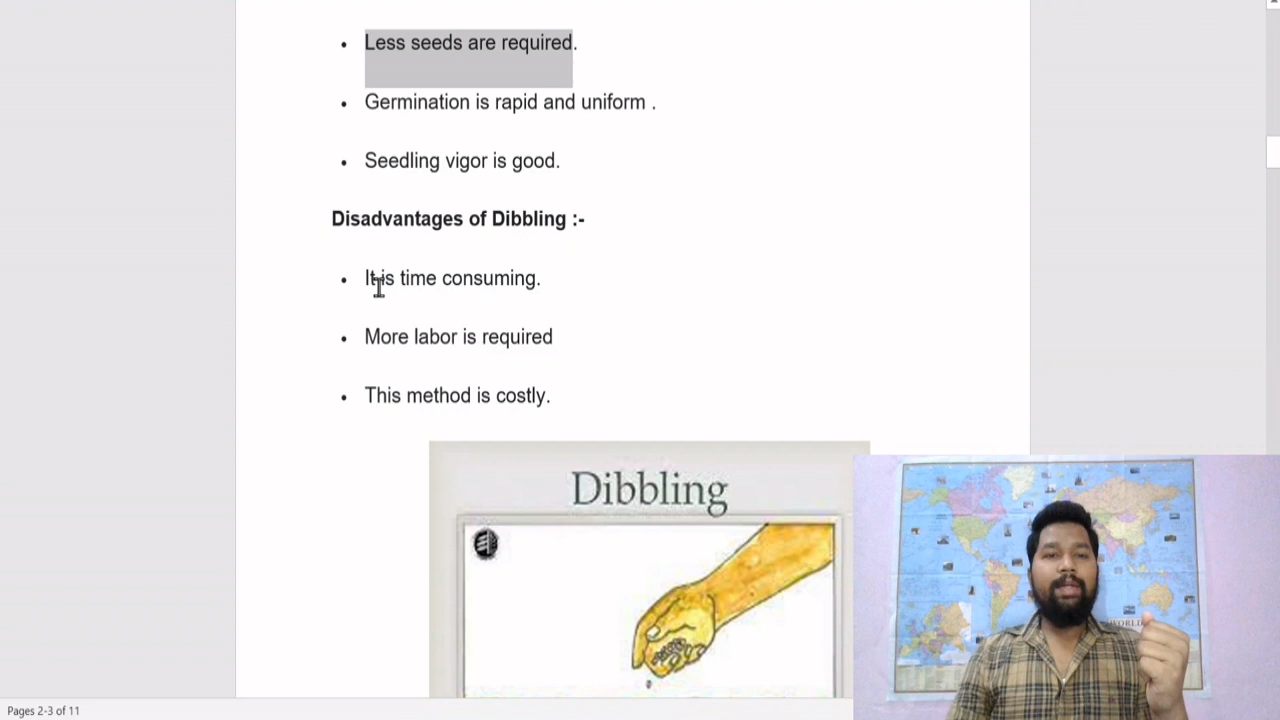 Less seeds are required.
Germination is rapid and uniform .
Seedling vigor is good.
Disadvantages of Dibbling :-
It is time consuming.
More labor is required
This method is costly.
Dibbling
WORLD
Pages 2-3 of 11